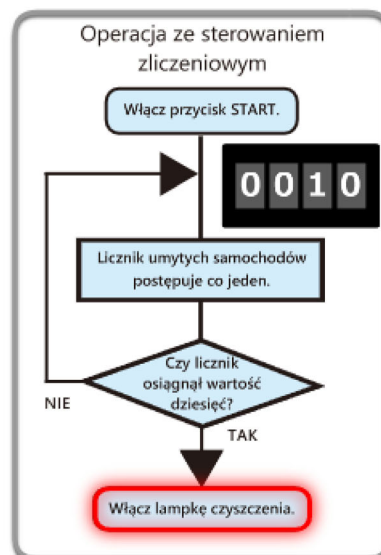 Operacja ze sterowaniem
zliczeniowym
Włącz przycisk START.
0010
Licznik umytych samochodów
postępuje co jeden.
Czy licznik
osiągnął wartość
dziesięć?
NIE
TAK
Włącz lampkę czyszczenia.